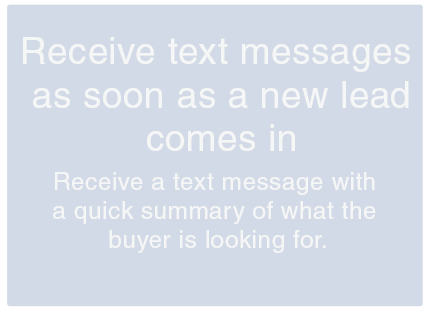 Receive text messages
as soon as a new lead
comes in
Receive a text message with
a quick summary of what the
buyer is looking for.